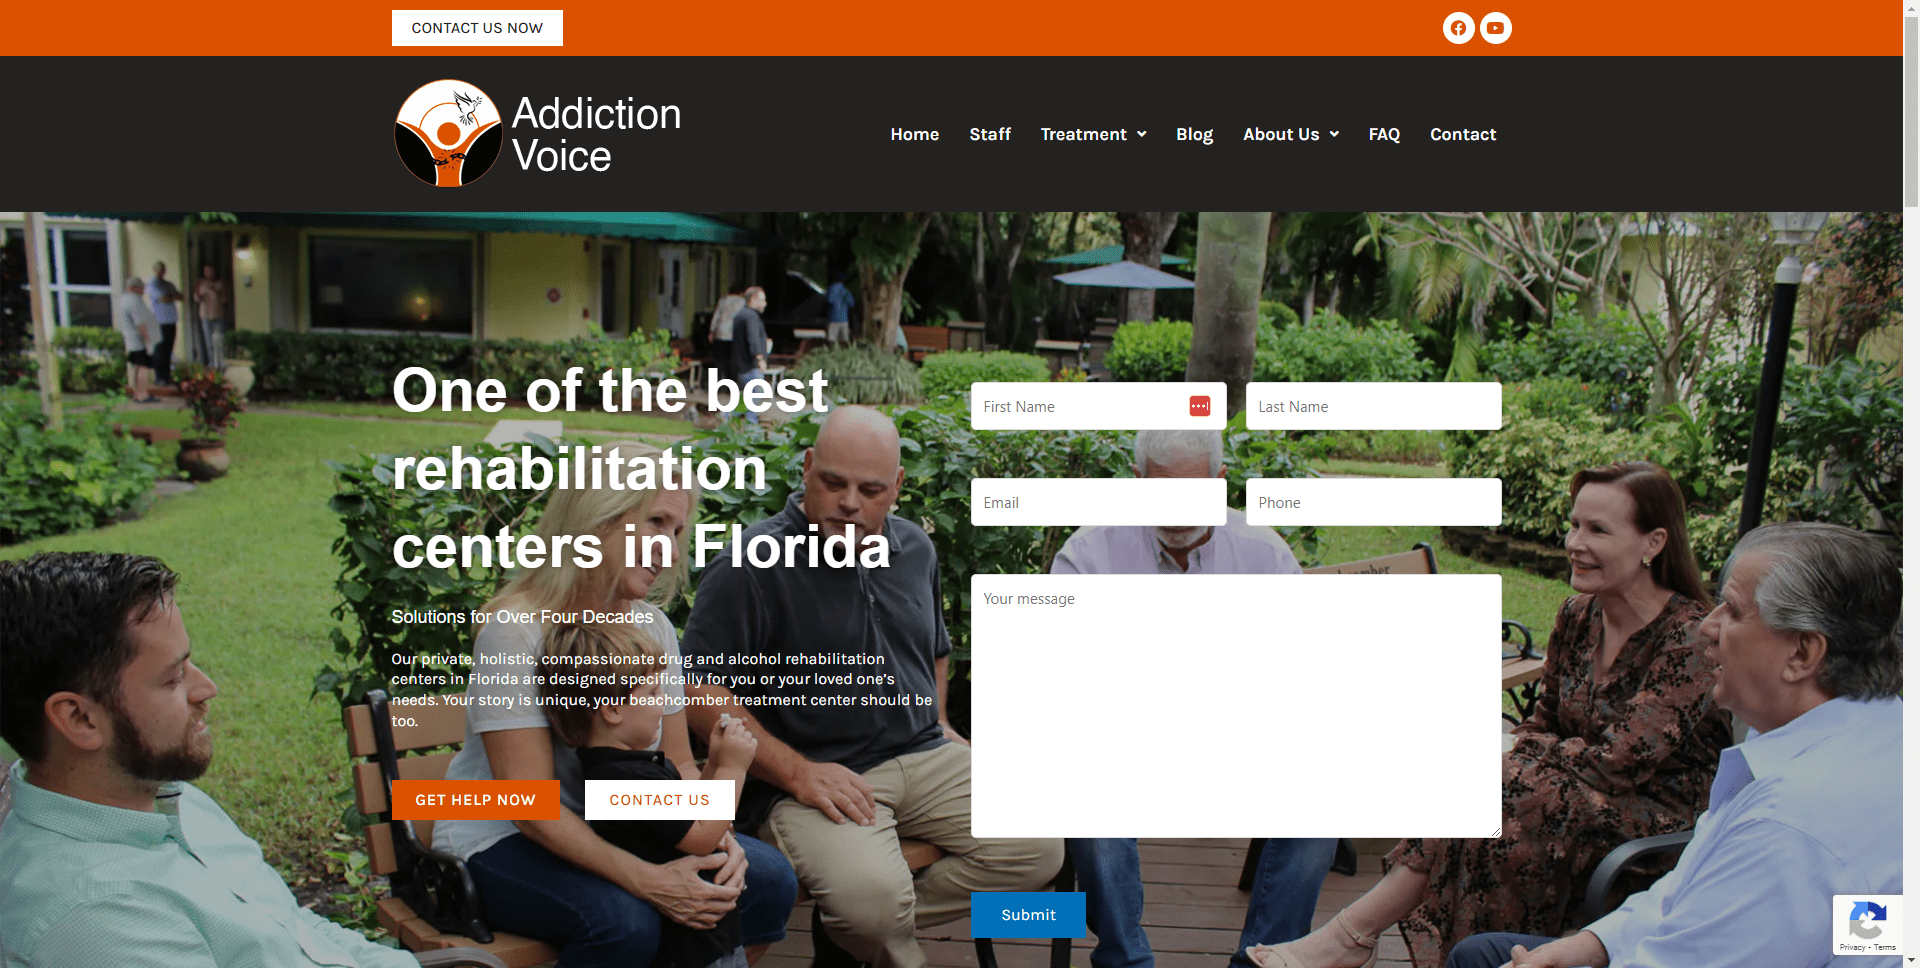 CONTACT US NOW
Addiction
Voice
Home Staff Treatment Blog About Us FAQ Contact
One of the best
rehabilitation
centers in Florida
Solutions for Over Four Decades
Our private, holistic, compassionate drug and alcohol rehabilitation
centers in Florida are designed specifically for you or your loved one's
needs. Your story is unique, your beachcomber treatment center should be
too.
GET HELP NOW CONTACT US
First Name Last Name
Email Phone
Your message
Submit
Privacy - Terms